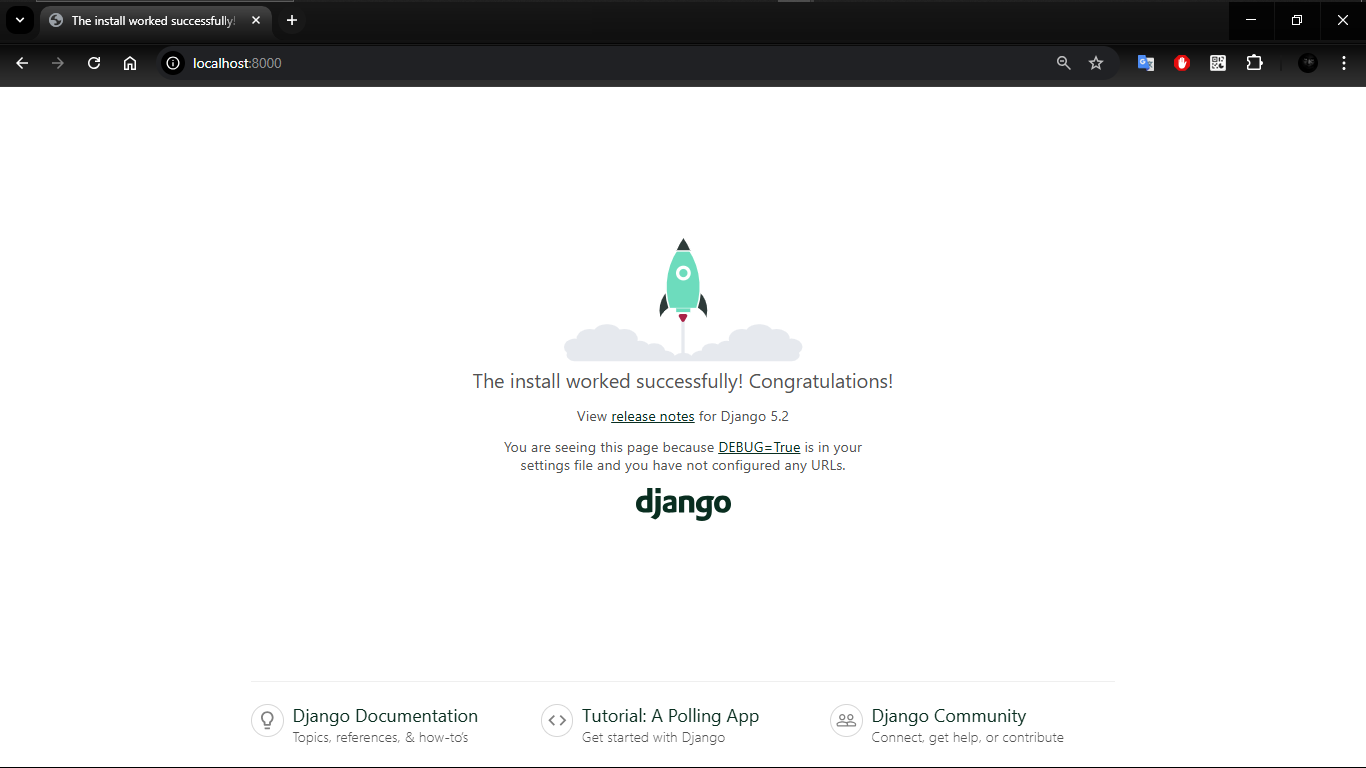 The install worked successfully!
localhost:8000
The install worked successfully! Congratulations!
View release notes for Django 5.2
You are seeing this page because DEBUG=True is in your
settings file and you have not configured any URLs.
django
Django Documentation
Topics, references, & how-to's
Tutorial: A Polling App
Get started with Django
Django Community
Connect, get help, or contribute